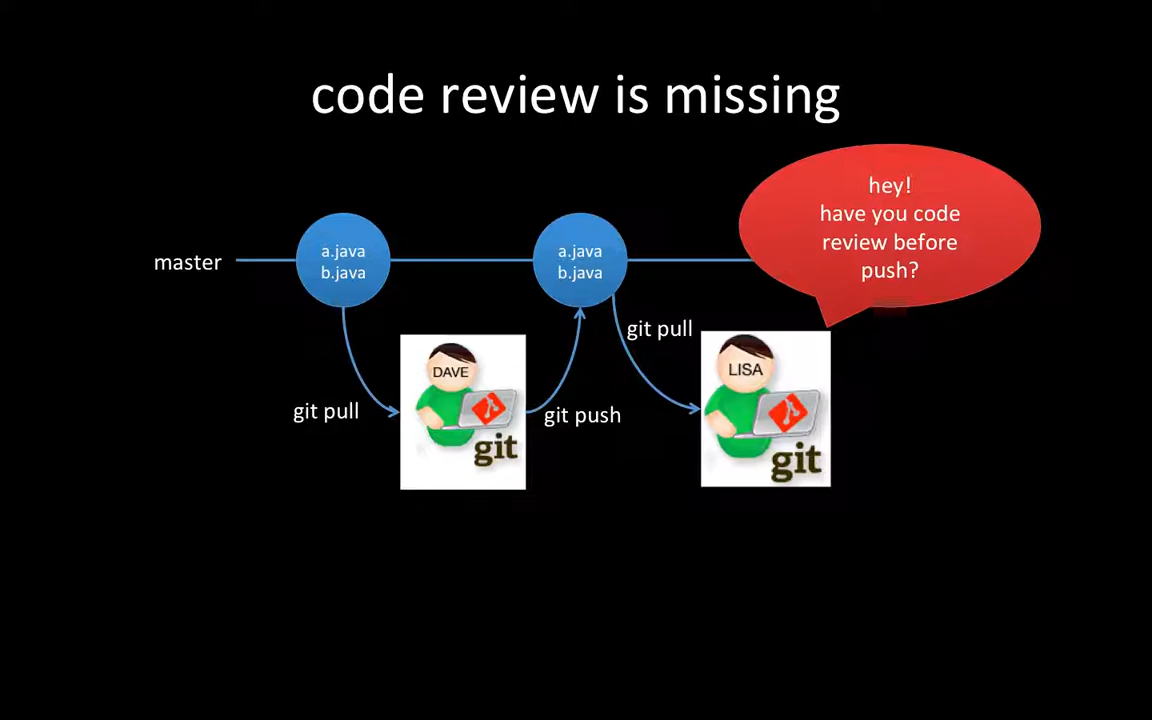 code review is missing
hey!
have you code
review before
push?
master
a.java
b.java
a.java
b.java
git pull
DAVE
git
git push
git pull
LISA
git